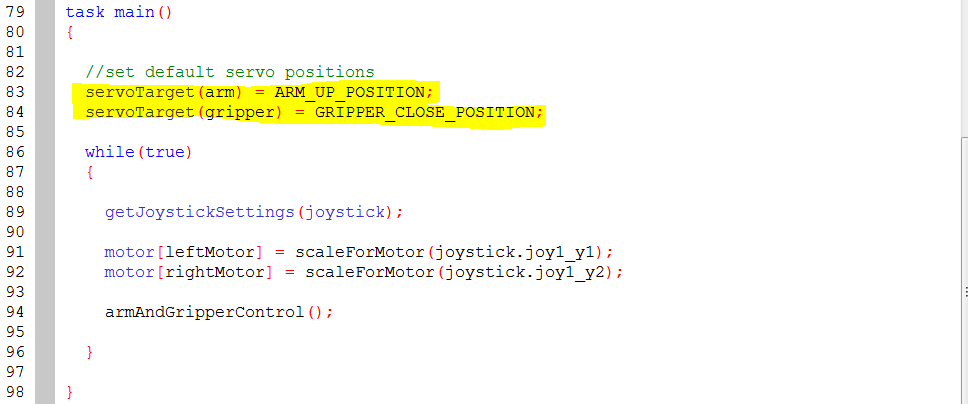 79 task main()
80 {
81
82 //set default servo positions
83 servoTarget(arm) = ARM_UP_POSITION;
84 servoTarget(gripper) = GRIPPER_CLOSE_POSITION;
85
86 while(true)
87 {
88
89 getJoystickSettings(joystick);
90
91 motor[leftMotor] = scaleForMotor(joystick.joy1_y1);
92 motor[rightMotor] = scaleForMotor(joystick.joy1_y2);
93
94 armAndGripperControl();
95
96 }
97
98 }